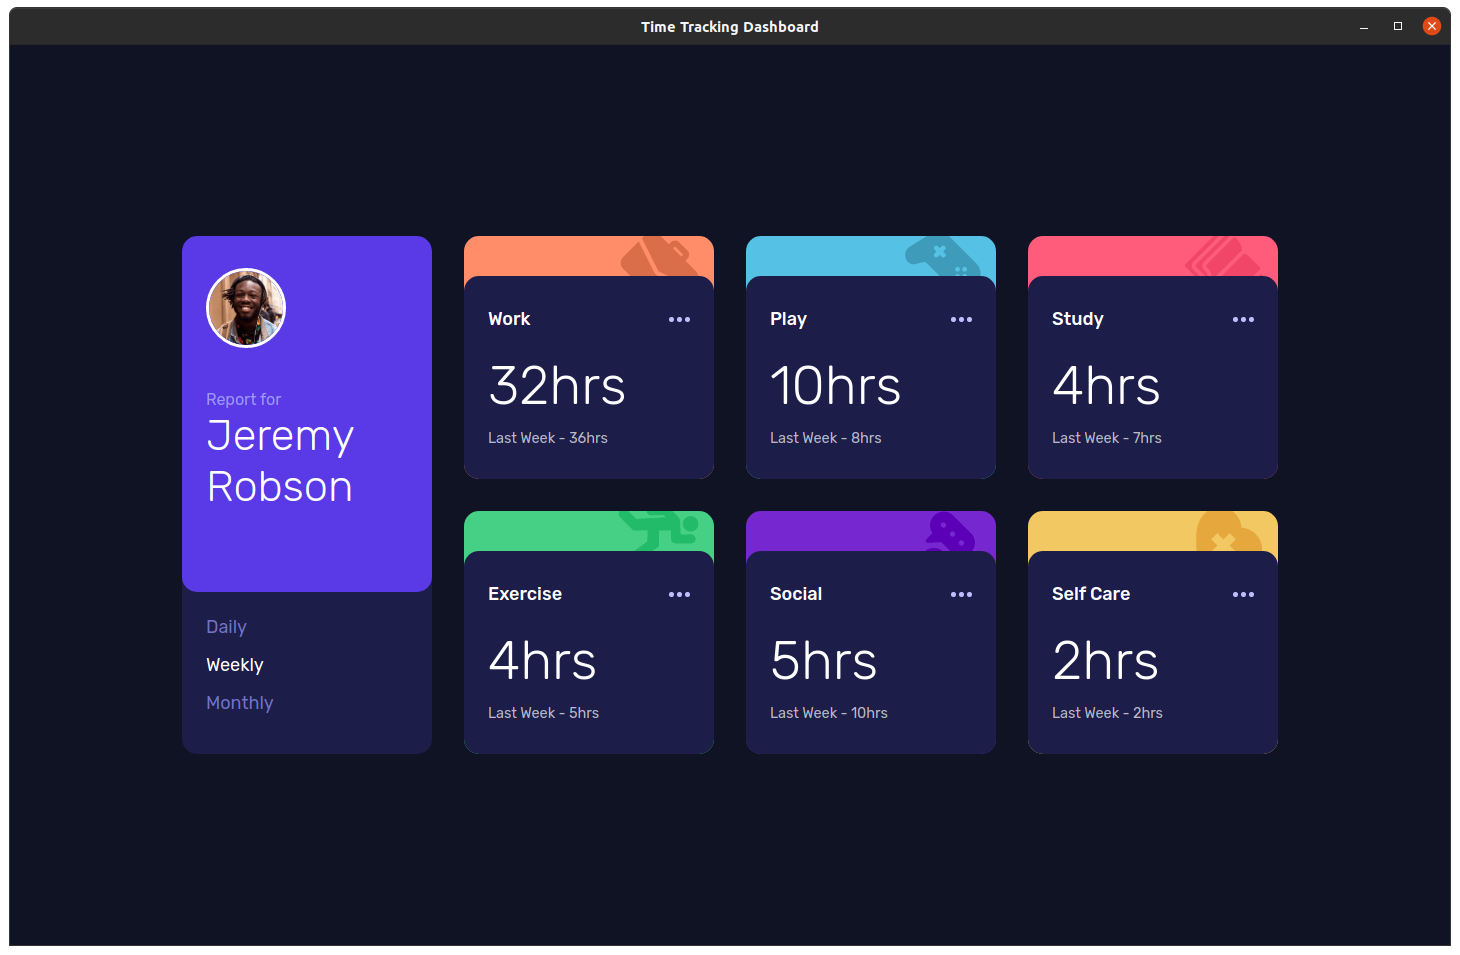 Time Tracking Dashboard
Report for
Jeremy
Robson
Daily
Weekly
Monthly
Work
32hrs
Last Week - 36hrs
Play
10hrs
Last Week - 8hrs
Study
4hrs
Last Week - 7hrs
Exercise
4hrs
Last Week - 5hrs
Social
5hrs
Last Week - 10hrs
Self Care
2hrs
Last Week - 2hrs